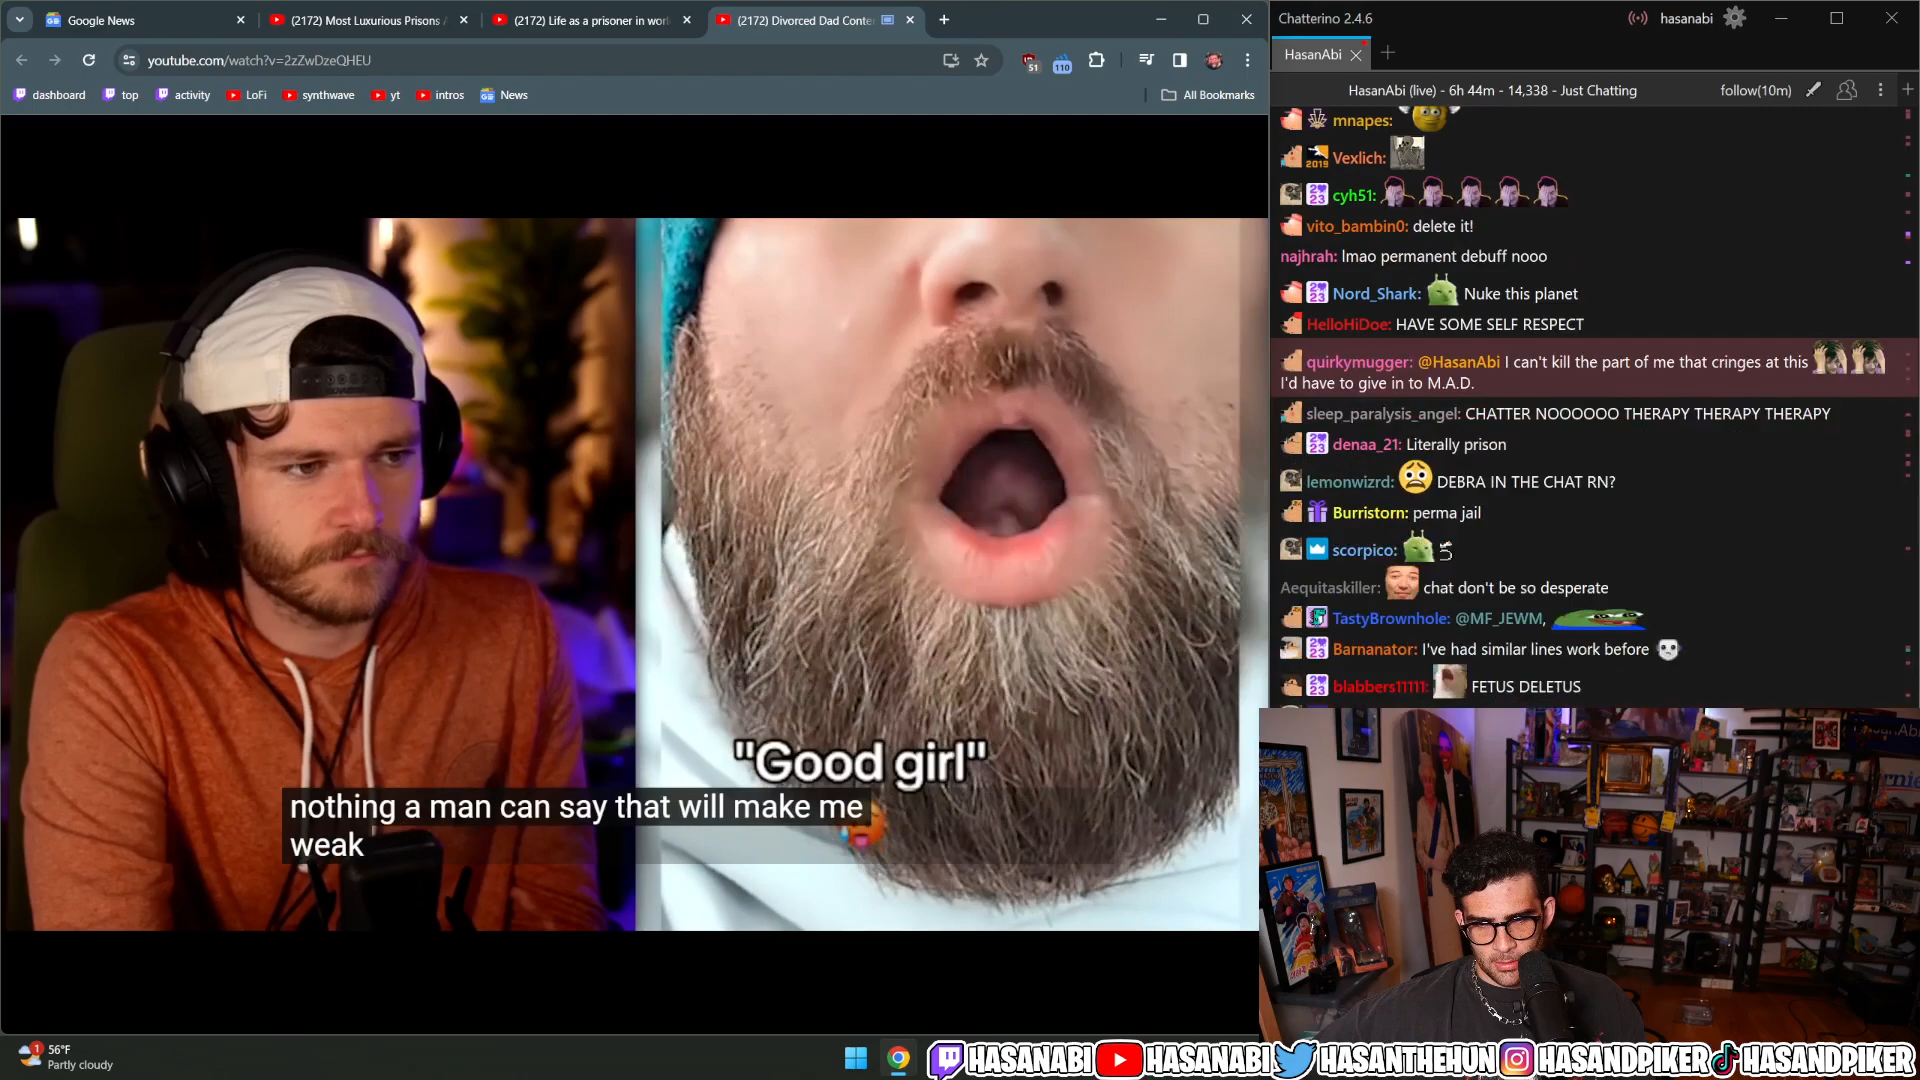 Google News
(2172) Most Luxurious Prisons
(2172) Life as a prisoner in wor
(2172) Divorced Dad Conte
youtube.com/watch?v=2zZwDzeQHEU
51
110
dashboard
top
activity
LoFi
synthwave
yt
intros
News
All Bookmarks
"Good girl"
nothing a man can say that will make me
weak
Chatterino 2.4.6
hasanabi
HasanAbi
HasanAbi (live) - 6h 44m - 14,338 - Just Chatting
follow(10m)
mnapes:
2019 Vexlich:
cyh51:
vito_bambin0: delete it!
najhrah: lmao permanent debuff nooo
Nord_Shark: Nuke this planet
HelloHiDoe: HAVE SOME SELF RESPECT
quirkymugger: @HasanAbi I can't kill the part of me that cringes at this
I'd have to give in to M.A.D.
sleep_paralysis_angel: CHATTER NOOOOOO THERAPY THERAPY THERAPY
denaa_21: Literally prison
lemonwizrd: DEBRA IN THE CHAT RN?
Burristorn: perma jail
scorpico:
Aequitaskiller: chat don't be so desperate
TastyBrownhole: @MF_JEWM,
Barnanator: I've had similar lines work before
blabbers11111: FETUS DELETUS
1
56°F
Partly cloudy
HASANABI
HASANABI
HASANTHEHUN
HASANDPIKER
HASANDPIKER